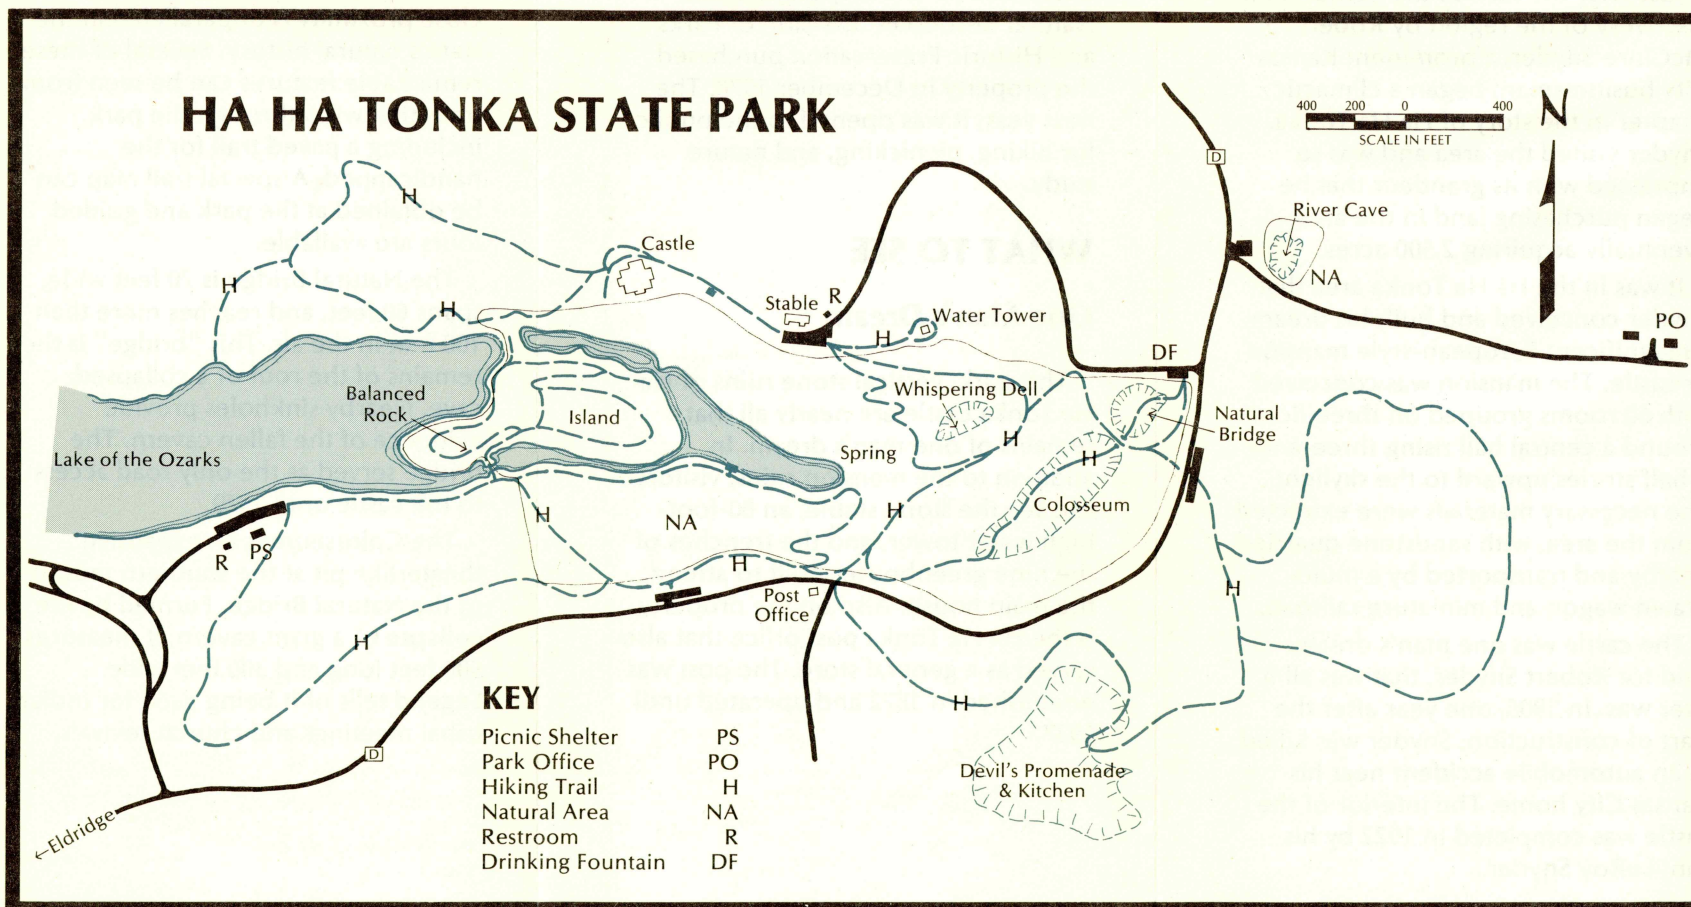 HA HA TONKA STATE PARK
400 200 0 400
SCALE IN FEET
D
River Cave
NA
PO
H
Castle
H
H
Stable
R
Water Tower
H
DF
Whispering Dell
Natural
Bridge
Balanced
Rock
Island
H
Spring
H
Lake of the Ozarks
Colosseum
H
NA
H
R
PS
H
Post
Office
H
H
H
Devil's Promenade
& Kitchen
D
←Eldridge
KEY
Picnic Shelter PS
Park Office PO
Hiking Trail H
Natural Area NA
Restroom R
Drinking Fountain DF